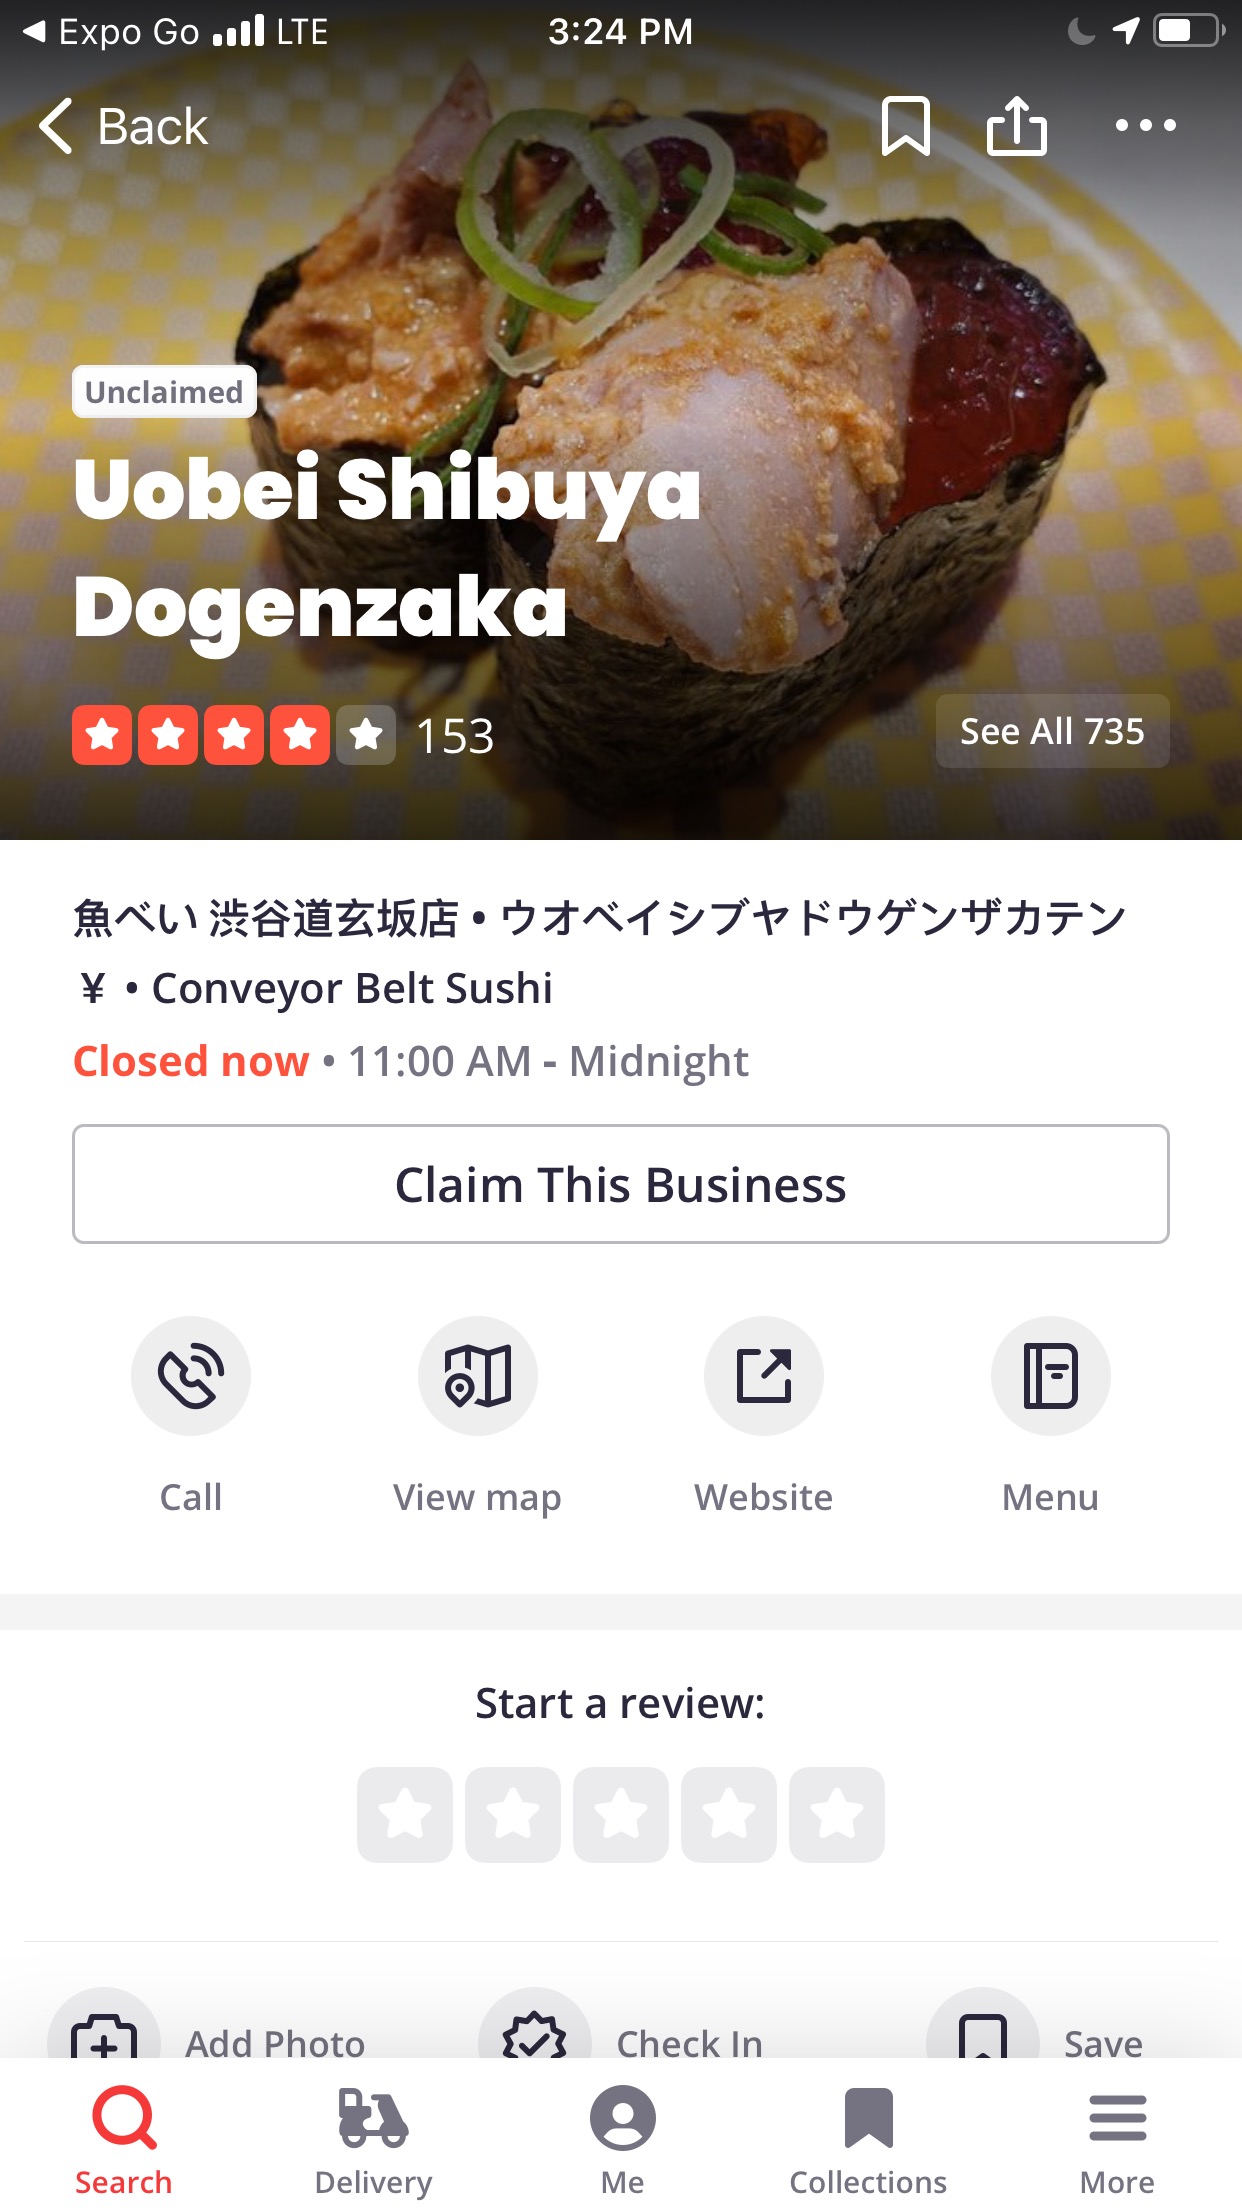 Expo Go LTE 3:24 PM
Back
Unclaimed
Uobei Shibuya
Dogenzaka
153
See All 735
魚べい 渋谷道玄坂店 • ウオベイシブヤドウゲンザカテン
¥ • Conveyor Belt Sushi
Closed now • 11:00 AM - Midnight
Claim This Business
Call View map Website Menu
Start a review:
Add Photo Check In Save
Search Delivery Me Collections More